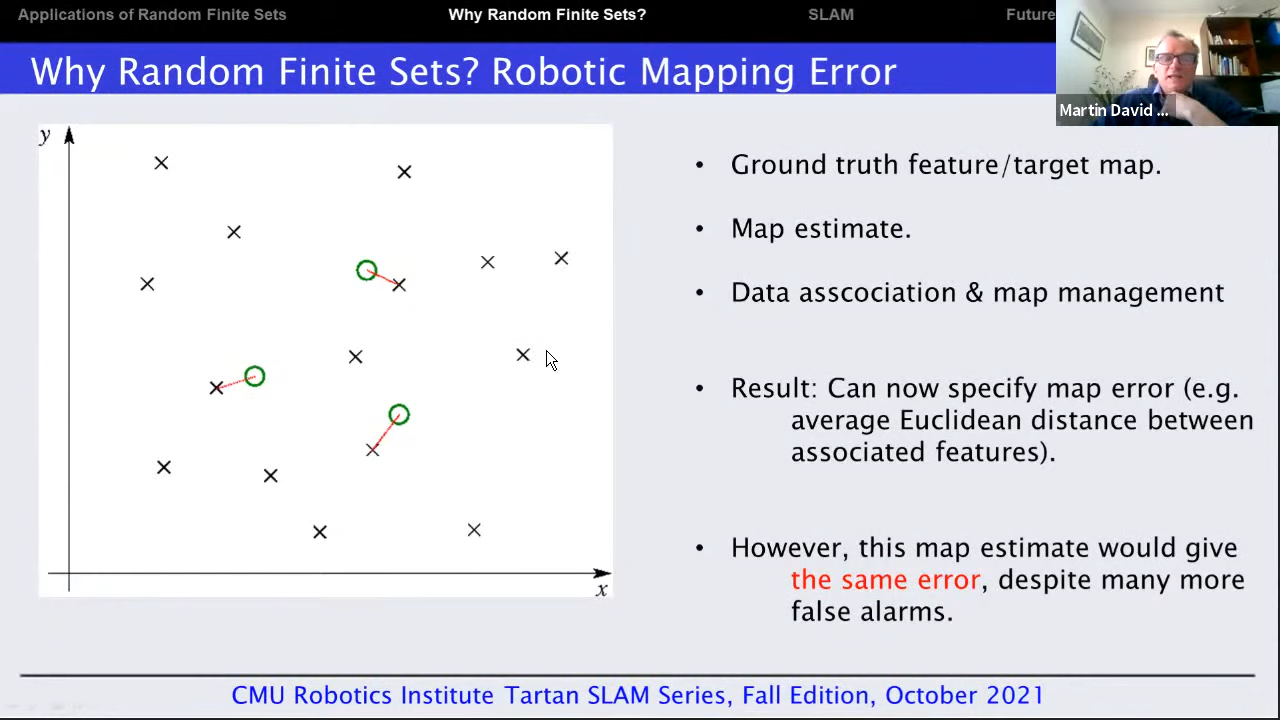 Applications of Random Finite Sets
Why Random Finite Sets?
SLAM
Future
Why Random Finite Sets? Robotic Mapping Error
Martin David ...
y
x
• Ground truth feature/target map.
• Map estimate.
• Data asscociation & map management
• Result: Can now specify map error (e.g.
average Euclidean distance between
associated features).
• However, this map estimate would give
the same error, despite many more
false alarms.
CMU Robotics Institute Tartan SLAM Series, Fall Edition, October 2021